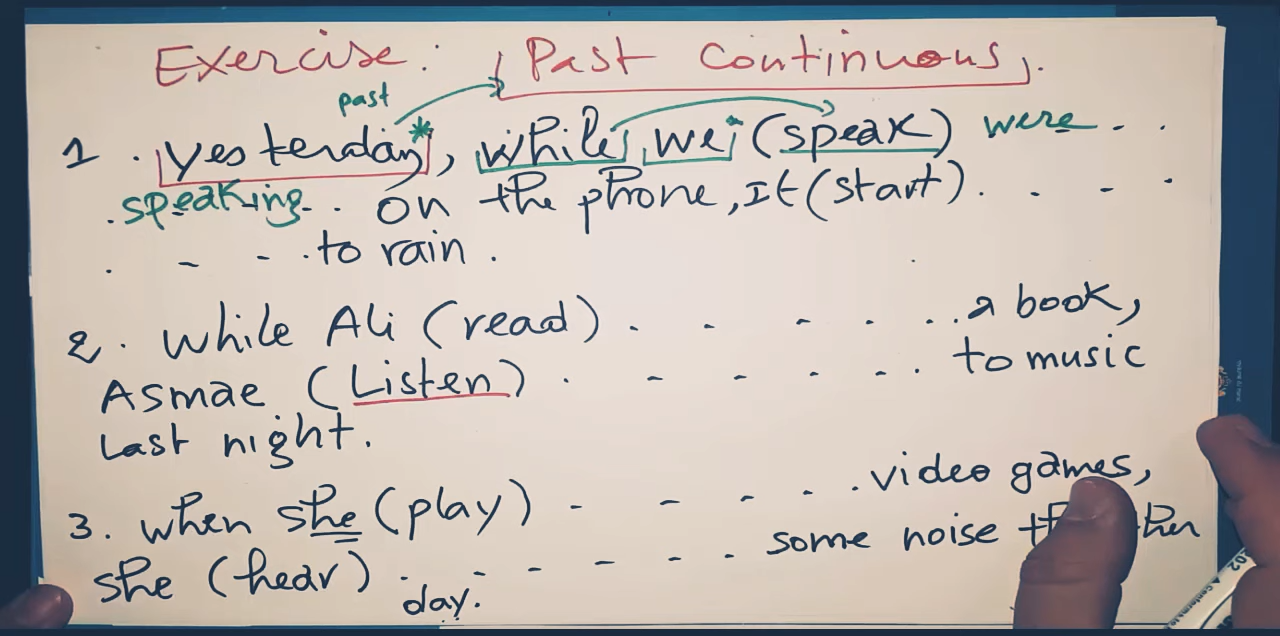 Exercise: Past Continuous.
past
1. yesterday*, while we (speak) were . .
. speaking . . on the phone, It (start) . . - .
. - - . to rain.
2. While Ali (read) . - - - . . a book,
Asmae (Listen) . - - - - . to music
Last night.
3. when she (play) - - - - . video games,
she (hear) . - - - - - some noise
day.